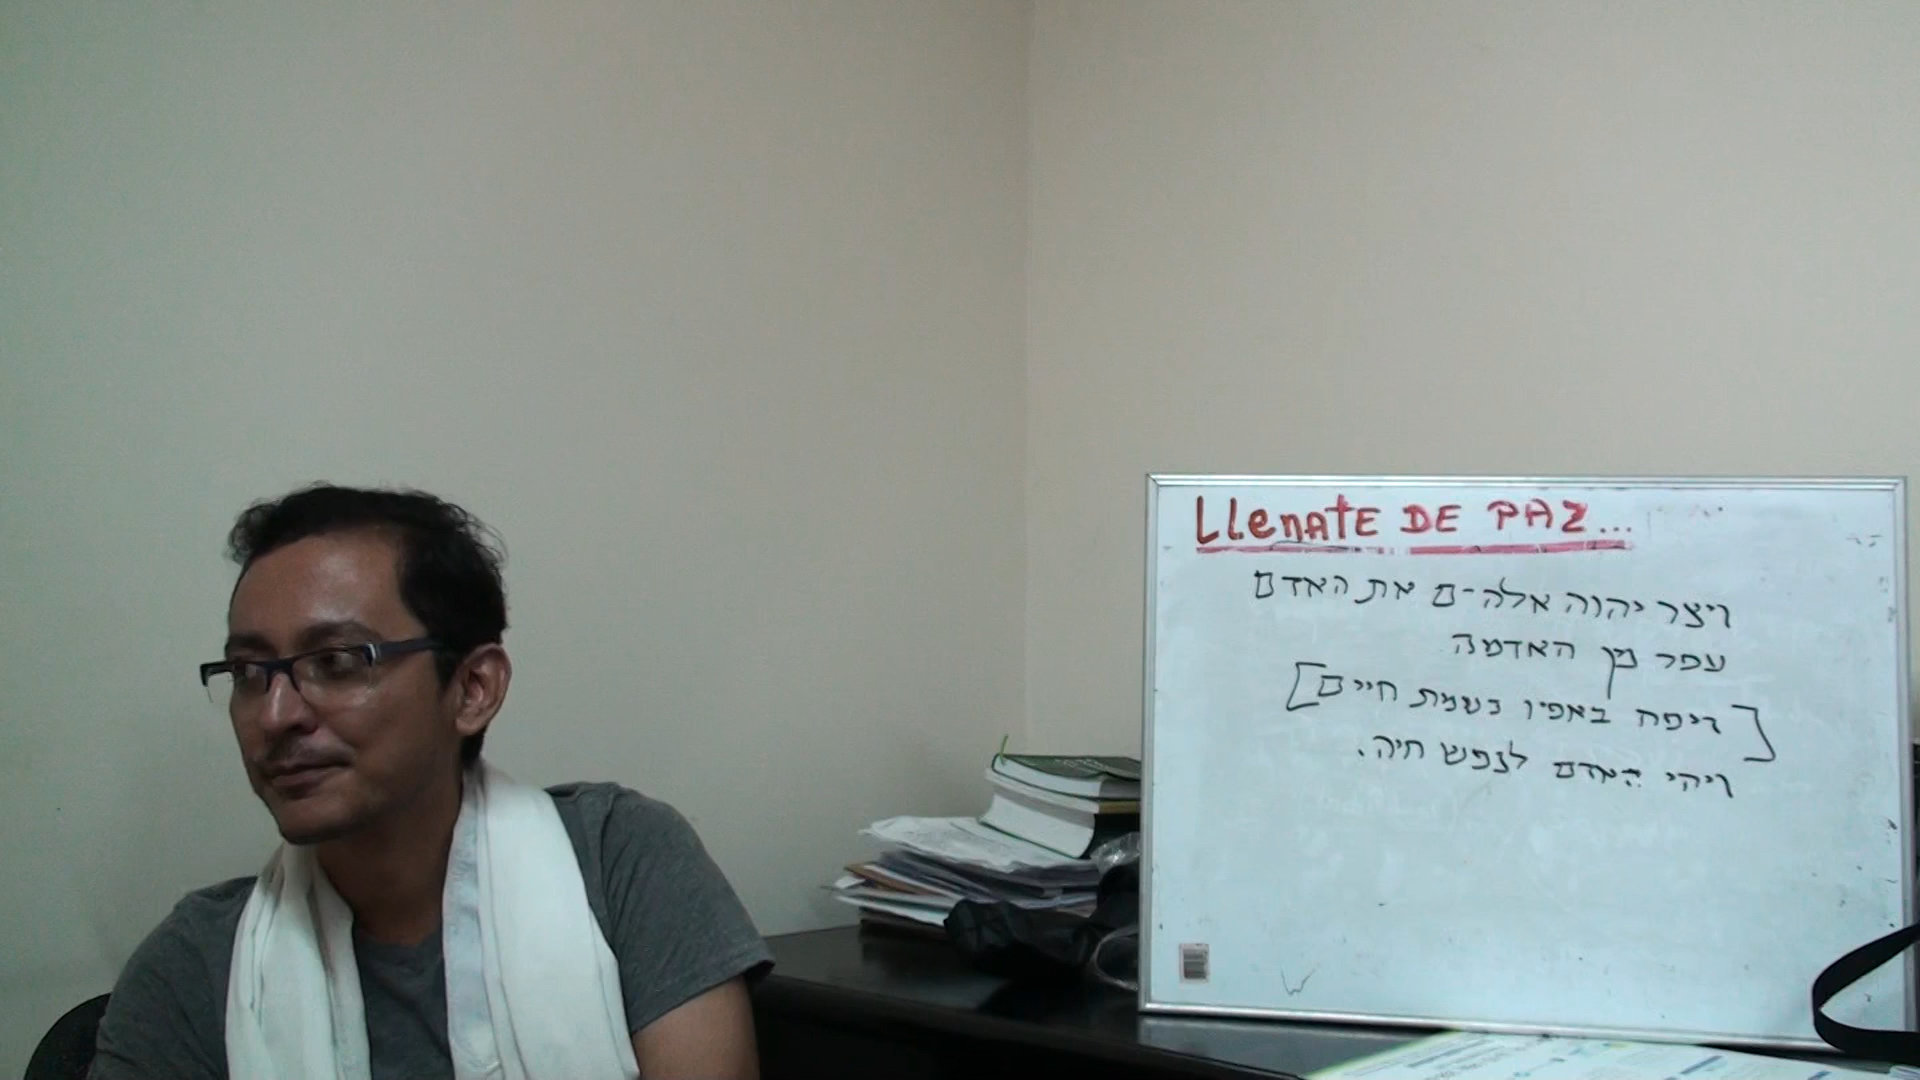 LLenATE DE PAZ...
ויצר יהוה אלה-ם את האדם
עפר מן האדמה
[ויפח באפיו נשמת חיים]
ויהי האדם לנפש חיה.